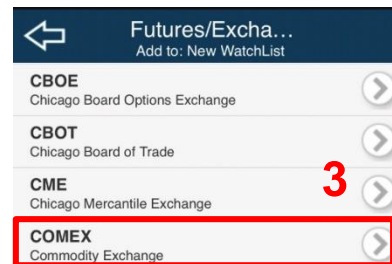 Futures/Excha...
Add to: New WatchList
CBOE
Chicago Board Options Exchange
CBOT
Chicago Board of Trade
CME
Chicago Mercantile Exchange
3
COMEX
Commodity Exchange